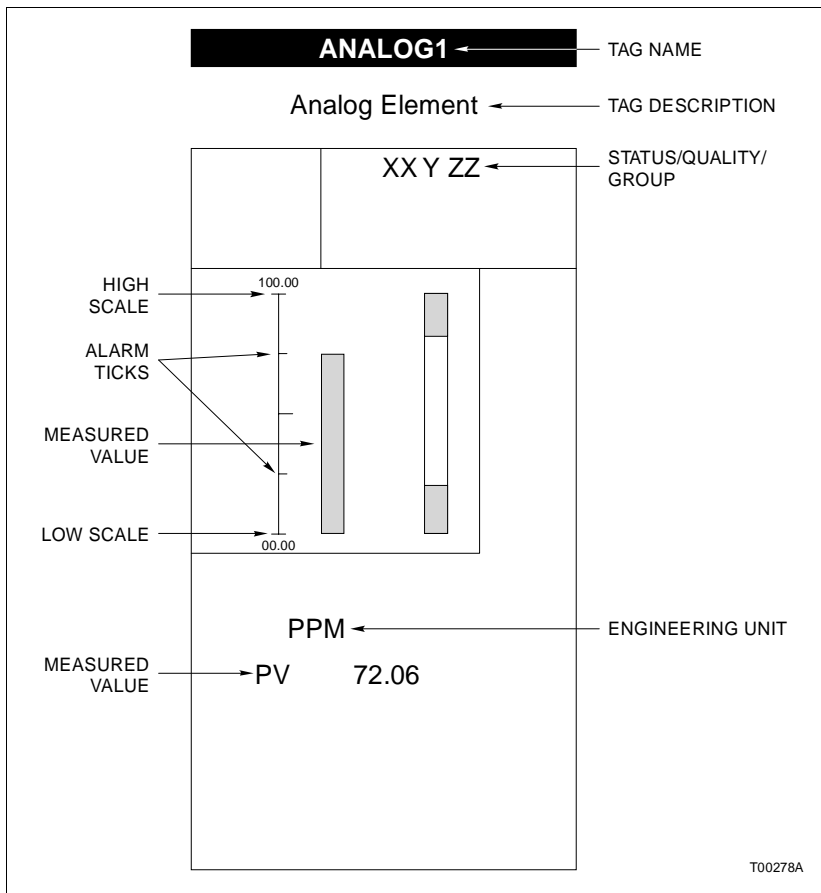 ANALOG1
TAG NAME
Analog Element
TAG DESCRIPTION
XX Y ZZ
STATUS/QUALITY/
GROUP
HIGH
SCALE
100.00
ALARM
TICKS
MEASURED
VALUE
LOW SCALE
00.00
PPM
ENGINEERING UNIT
MEASURED
VALUE
PV 72.06
T00278A